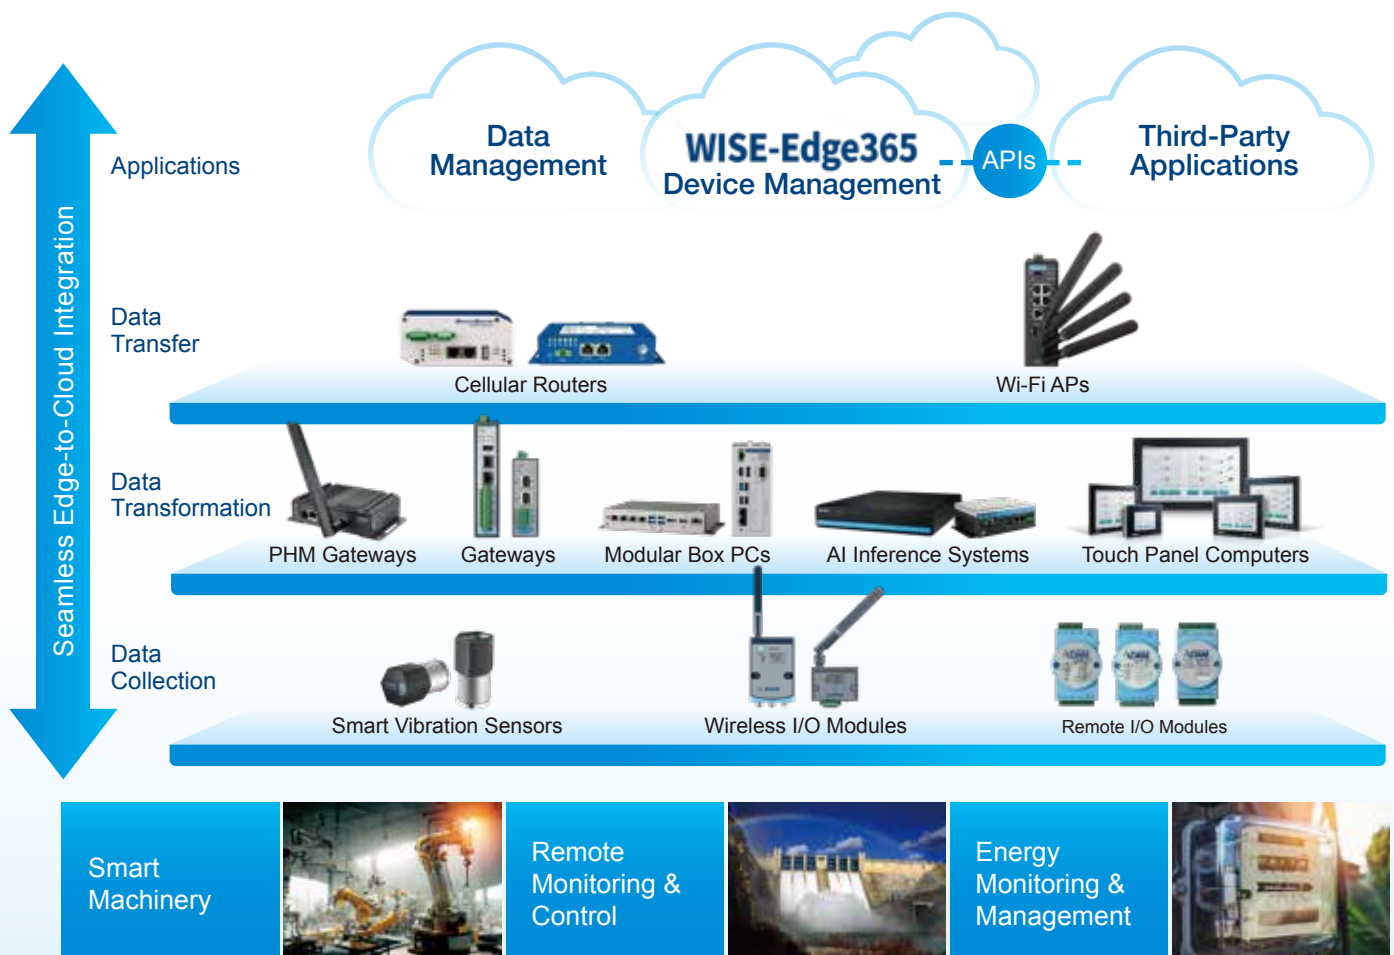 Seamless Edge-to-Cloud Integration
Applications
Data
Management
WISE-Edge365
Device Management
APIs
Third-Party
Applications
Data
Transfer
Cellular Routers
Wi-Fi APs
Data
Transformation
PHM Gateways
Gateways
Modular Box PCs
AI Inference Systems
Touch Panel Computers
Data
Collection
Smart Vibration Sensors
Wireless I/O Modules
Remote I/O Modules
Smart
Machinery
Remote
Monitoring &
Control
Energy
Monitoring &
Management